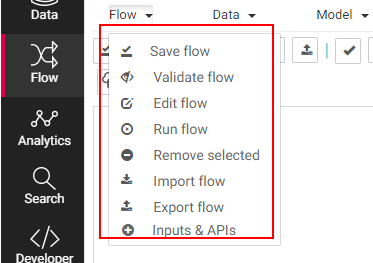 Data
Flow
Data
Model
Flow
Save flow
Validate flow
Edit flow
Run flow
Remove selected
Import flow
Export flow
Inputs & APIs
Analytics
Search
Developer